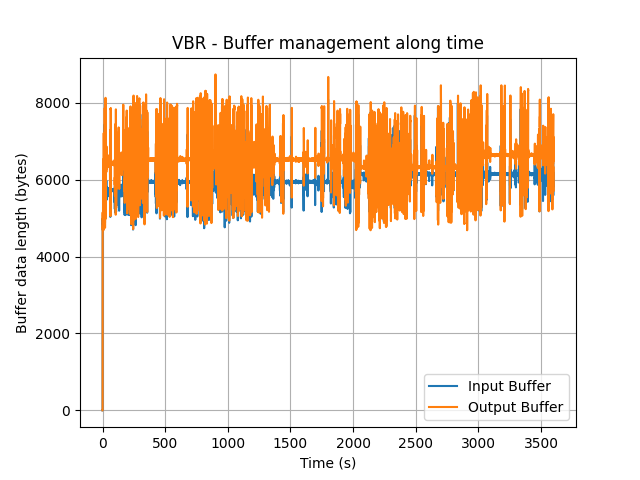 VBR - Buffer management along time
Buffer data length (bytes)
8000
6000
4000
2000
0
Input Buffer
Output Buffer
0 500 1000 1500 2000 2500 3000 3500
Time (s)